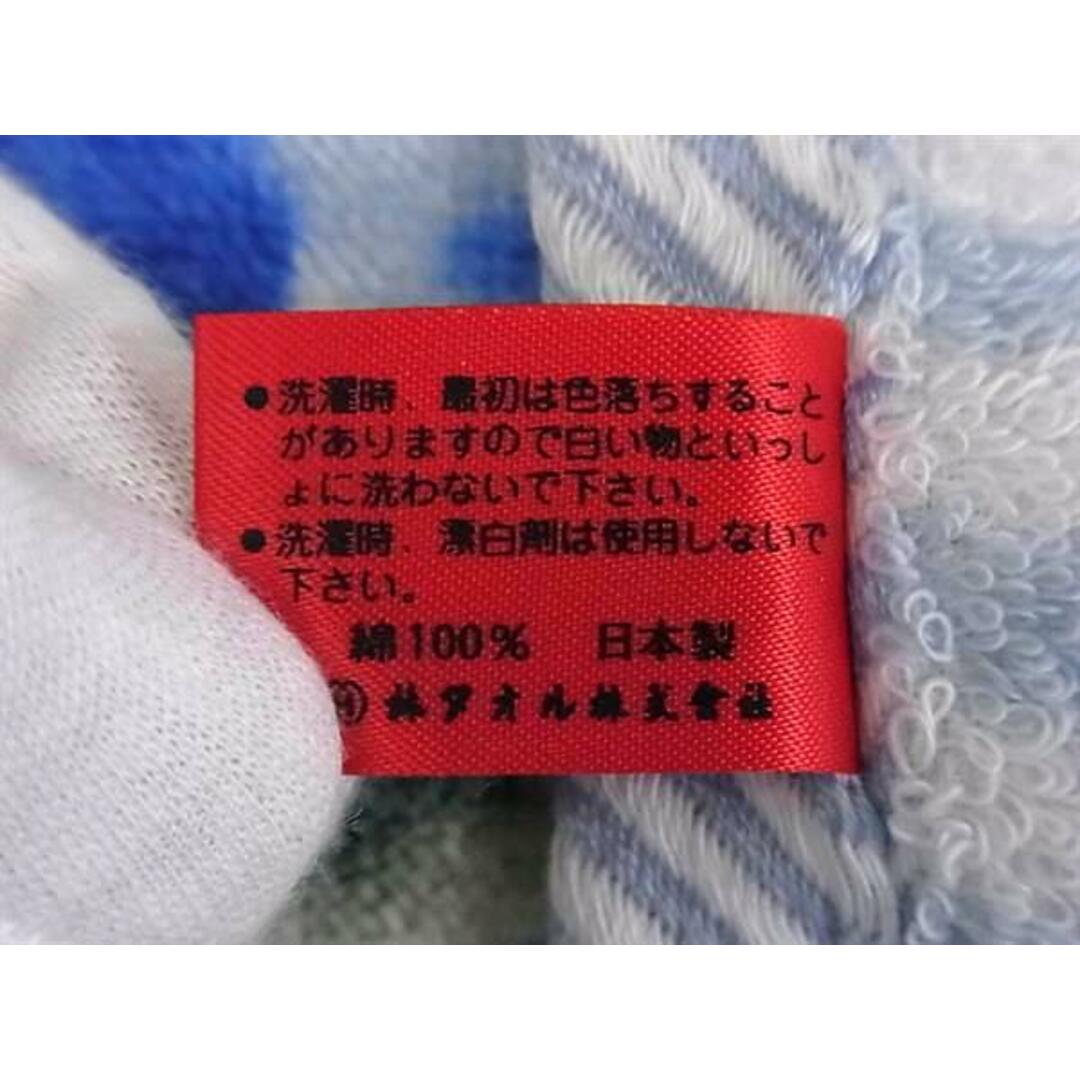 ●洗濯時、最初は色落ちすること
がありますので白い物といっし
ょに洗わないで下さい。
●洗濯時、漂白剤は使用しないで
下さい。
綿100% 日本製
林タオル株式會社